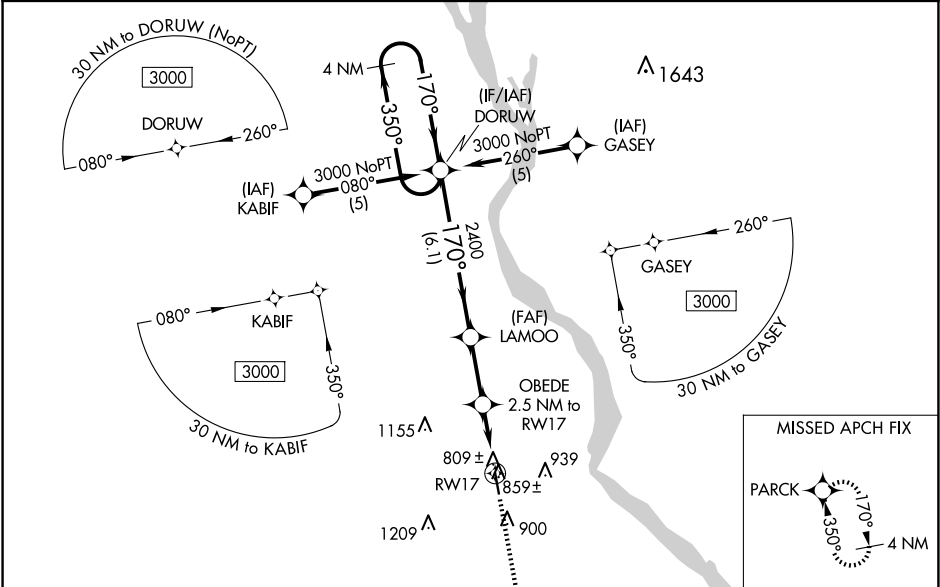 30 NM to DORUW (NoPT)
3000
DORUW
080°
260°
4 NM
170°
350°
(IF/IAF)
DORUW
1643
(IAF)
GASEY
3000 NoPT
260°
(5)
(IAF)
KABIF
3000 NoPT
080°
(5)
2400
170°
(6.1)
260°
GASEY
3000
350°
30 NM to GASEY
080°
KABIF
3000
350°
30 NM to KABIF
(FAF)
LAMOO
OBEDE
2.5 NM to
RW17
1155
809 ±
939
RW17
859 ±
1209
900
MISSED APCH FIX
PARCK
170°
350°
4 NM